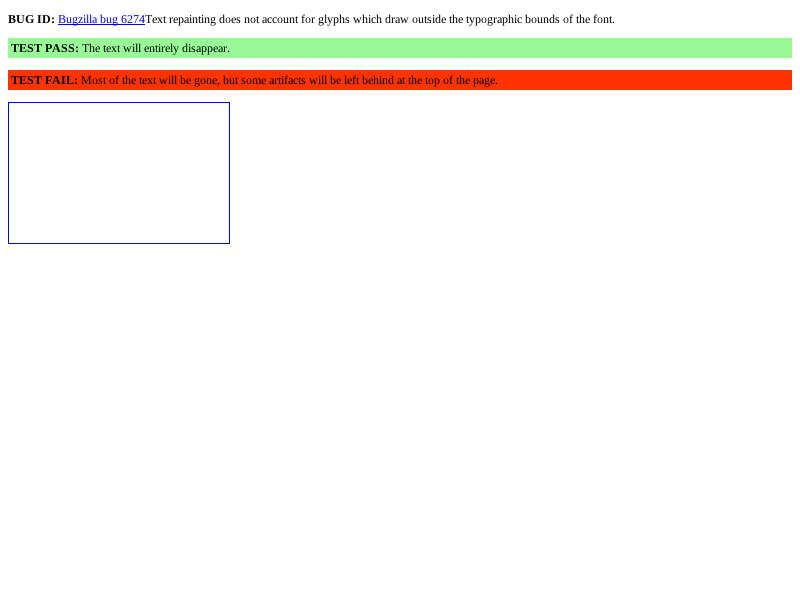 BUG ID: Bugzilla bug 6274Text repainting does not account for glyphs which draw outside the typographic bounds of the font.
TEST PASS: The text will entirely disappear.
TEST FAIL: Most of the text will be gone, but some artifacts will be left behind at the top of the page.